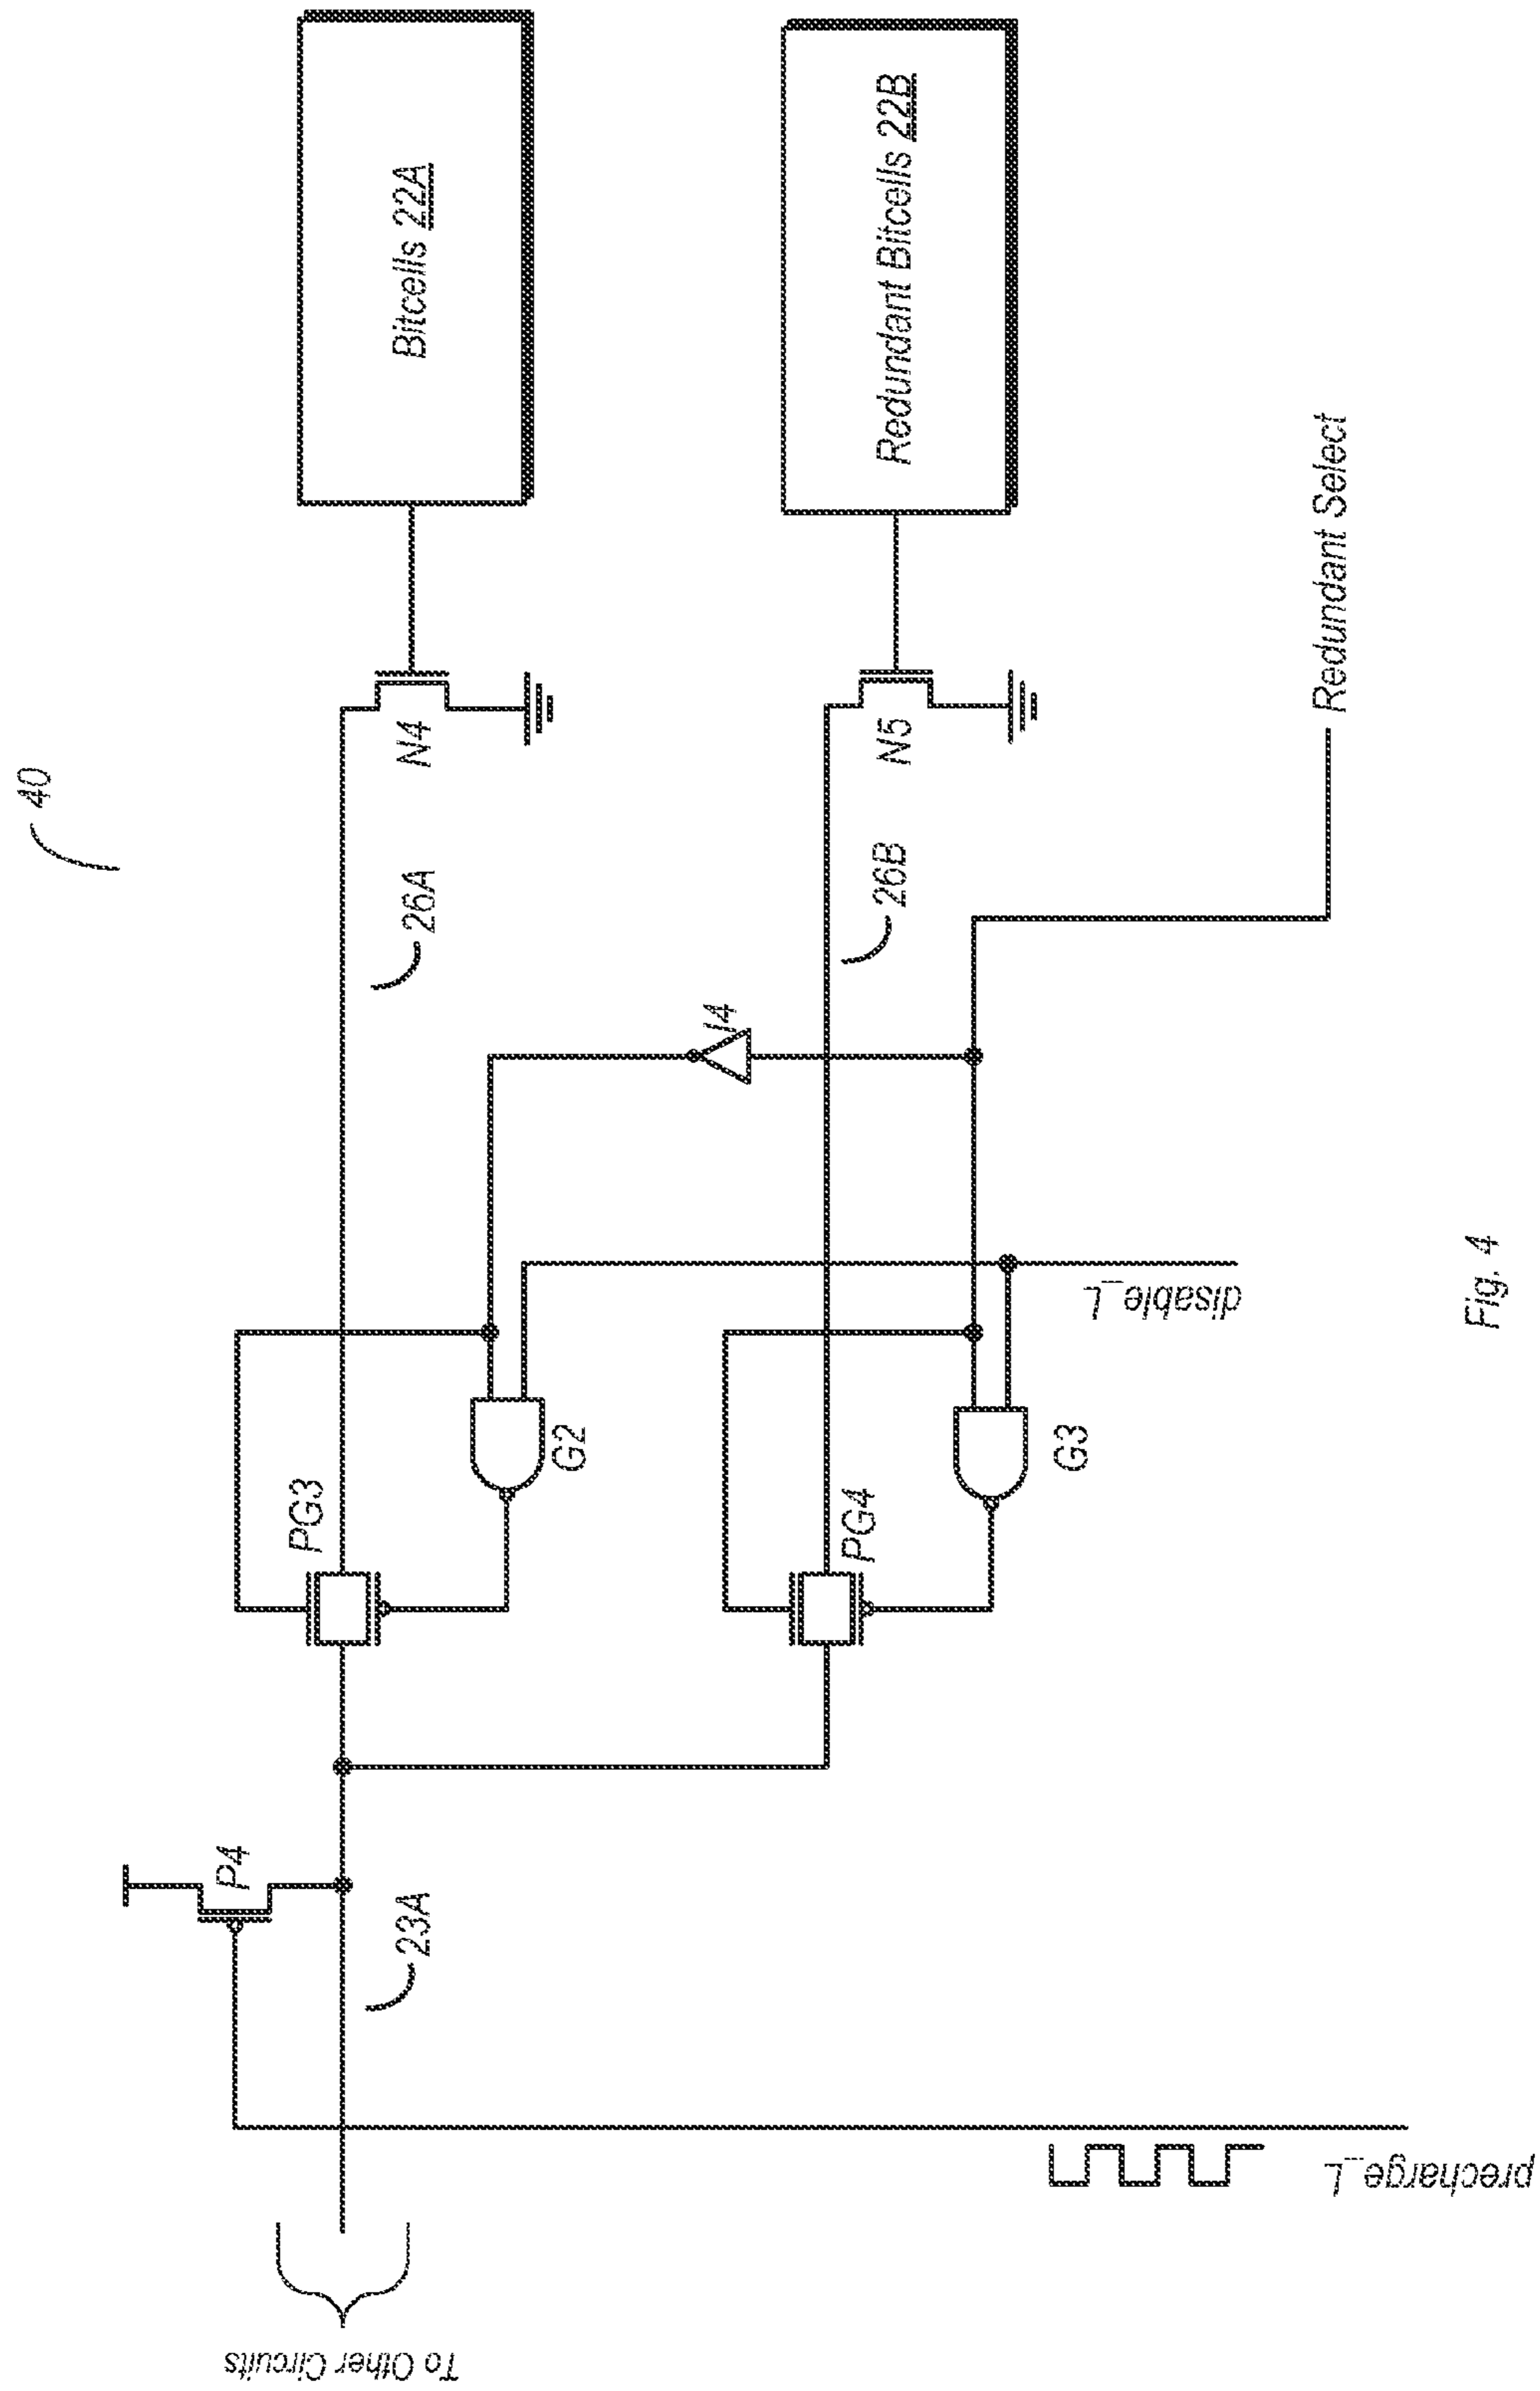 40
Bitcells 22A
N4
26A
Redundant Bitcells 22B
N5
26B
I4
Redundant Select
disable_L
G2
PG3
G3
PG4
P4
23A
precharge_L
To Other Circuits
Fig. 4